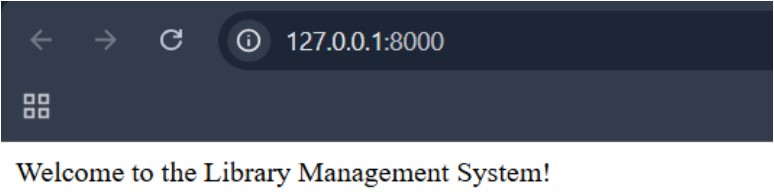 127.0.0.1:8000
Welcome to the Library Management System!